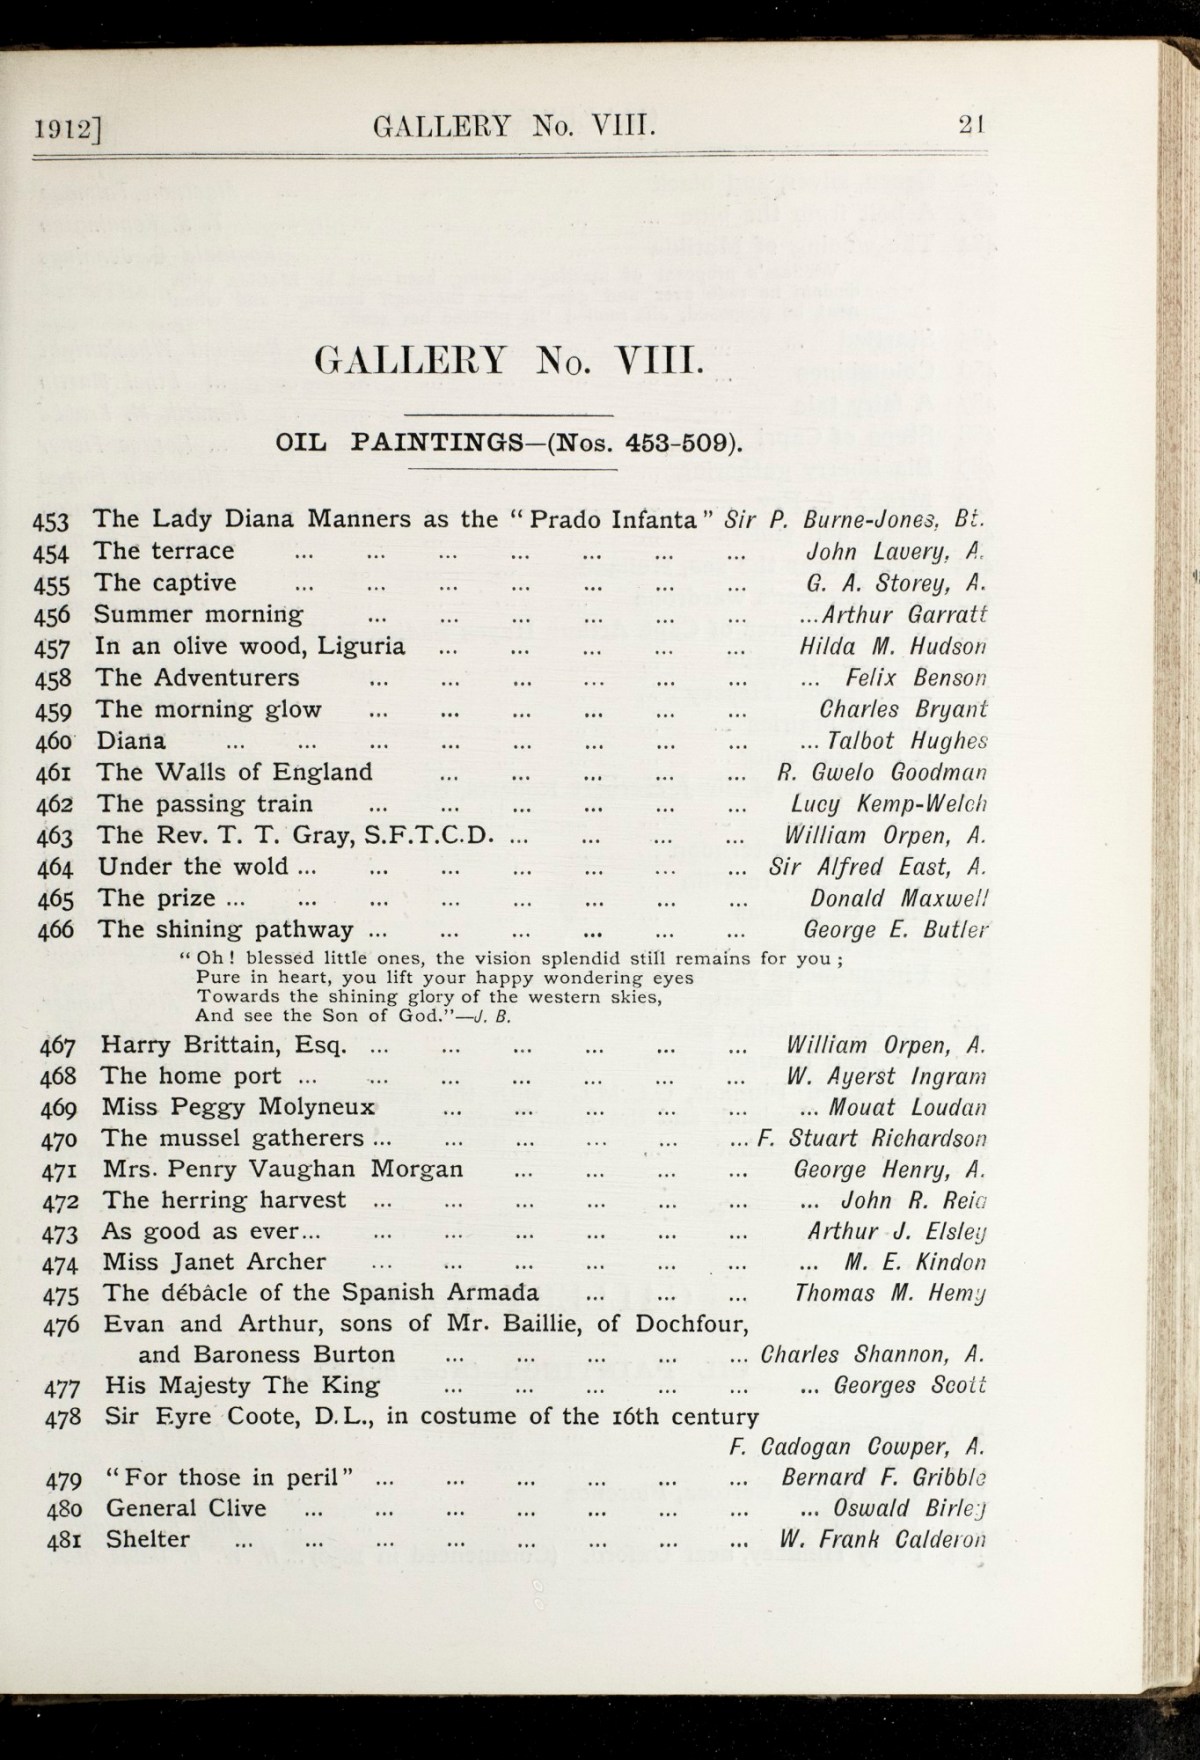 1912] GALLERY No. VIII. 21
GALLERY No. VIII.
OIL PAINTINGS—(Nos. 453-509).
453 The Lady Diana Manners as the “Prado Infanta” Sir P. Burne-Jones, Bt.
454 The terrace ... ... ... ... ... ... ... John Lavery, A.
455 The captive ... ... ... ... ... ... ... G. A. Storey, A.
456 Summer morning ... ... ... ... ... ... ...Arthur Garratt
457 In an olive wood, Liguria ... ... ... ... ... Hilda M. Hudson
458 The Adventurers ... ... ... ... ... ... ... Felix Benson
459 The morning glow ... ... ... ... ... ... Charles Bryant
460 Diana ... ... ... ... ... ... ... ... ... Talbot Hughes
461 The Walls of England ... ... ... ... ... R. Gwelo Goodman
462 The passing train ... ... ... ... ... ... Lucy Kemp-Welch
463 The Rev. T. T. Gray, S.F.T.C.D. ... ... ... ... William Orpen, A.
464 Under the wold ... ... ... ... ... ... ... Sir Alfred East, A.
465 The prize ... ... ... ... ... ... ... ... Donald Maxwell
466 The shining pathway ... ... ... ... ... ... George E. Butler
“Oh! blessed little ones, the vision splendid still remains for you;
Pure in heart, you lift your happy wondering eyes
Towards the shining glory of the western skies,
And see the Son of God.”—J. B.
467 Harry Brittain, Esq. ... ... ... ... ... ... William Orpen, A.
468 The home port ... ... ... ... ... ... ... W. Ayerst Ingram
469 Miss Peggy Molyneux ... ... ... ... ... ... Mouat Loudan
470 The mussel gatherers ... ... ... ... ... ... F. Stuart Richardson
471 Mrs. Penry Vaughan Morgan ... ... ... ... George Henry, A.
472 The herring harvest ... ... ... ... ... ... ... John R. Reid
473 As good as ever... ... ... ... ... ... ... Arthur J. Elsley
474 Miss Janet Archer ... ... ... ... ... ... ... M. E. Kindon
475 The débâcle of the Spanish Armada ... ... ... Thomas M. Hemy
476 Evan and Arthur, sons of Mr. Baillie, of Dochfour,
and Baroness Burton ... ... ... ... ... Charles Shannon, A.
477 His Majesty The King ... ... ... ... ... ... Georges Scott
478 Sir Eyre Coote, D.L., in costume of the 16th century
F. Cadogan Cowper, A.
479 “For those in peril” ... ... ... ... ... ... Bernard F. Gribble
480 General Clive ... ... ... ... ... ... ... ... Oswald Birley
481 Shelter ... ... ... ... ... ... ... ... W. Frank Calderon